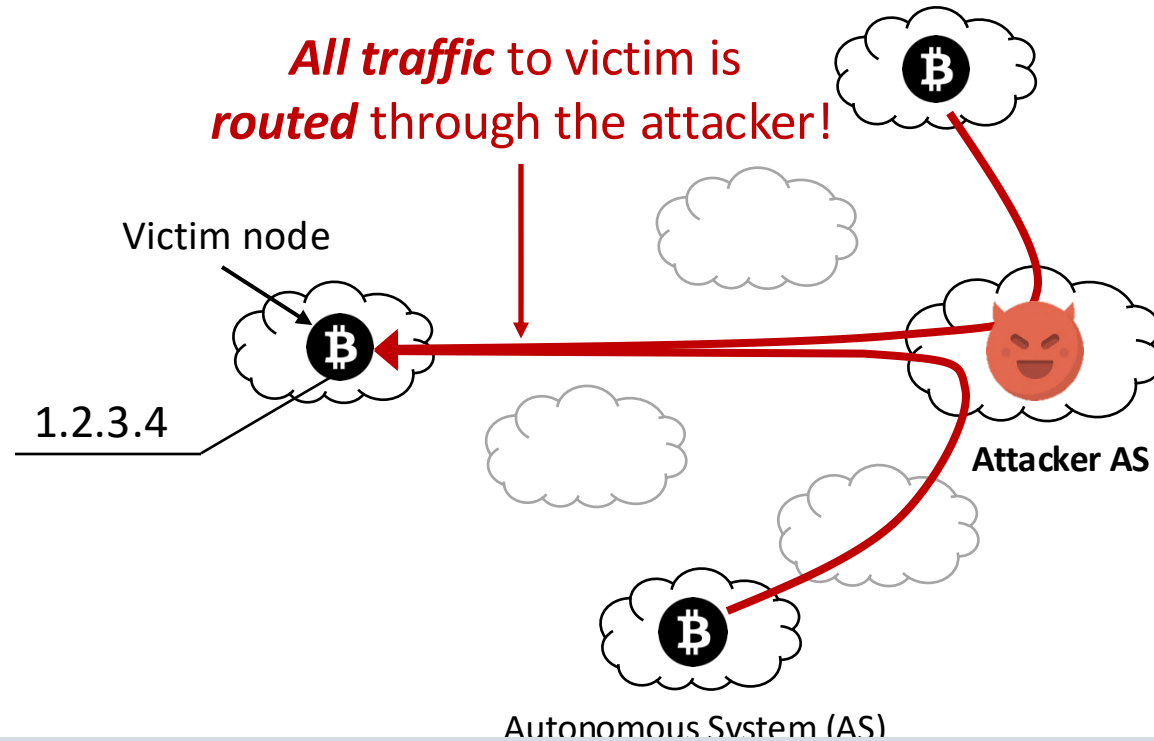 All traffic to victim is
routed through the attacker!
Victim node
1.2.3.4
Attacker AS
Autonomous System (AS)